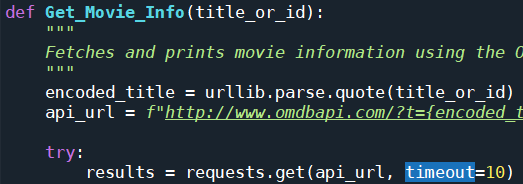 def Get_Movie_Info(title_or_id):
"""
Fetches and prints movie information using the O
"""
encoded_title = urllib.parse.quote(title_or_id)
api_url = f"http://www.omdbapi.com/?t={encoded_t
try:
results = requests.get(api_url, timeout=10)